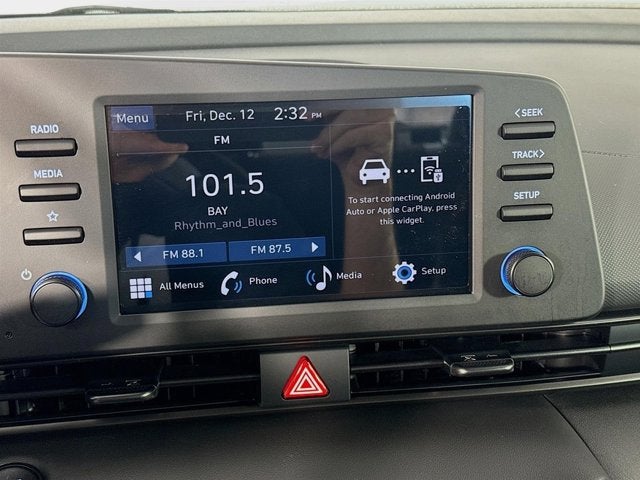 RADIO
MEDIA
Menu
Fri, Dec. 12
2:32 PM
FM
101.5
BAY
Rhythm_and_Blues
FM 88.1
FM 87.5
To start connecting Android
Auto or Apple CarPlay, press
this widget.
All Menus
Phone
Media
Setup
<SEEK
TRACK>
SETUP